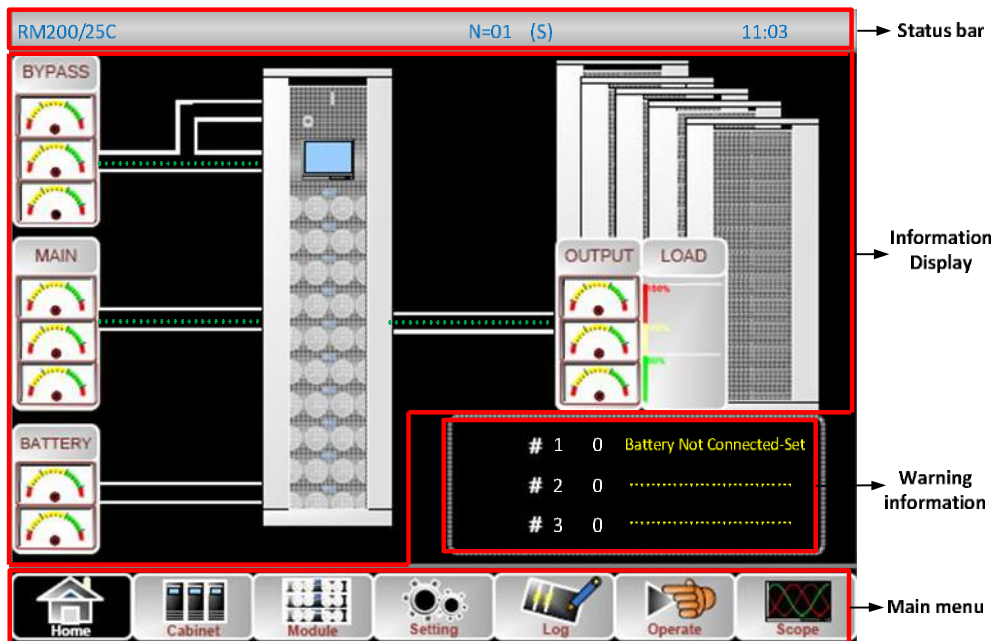 RM200/25C N=01 (S) 11:03
Status bar
BYPASS
MAIN
OUTPUT LOAD
150%
Information
Display
BATTERY
# 1 0 Battery Not Connected-Set
# 2 0
# 3 0
Warning
information
Home Cabinet Module Setting Log Operate Scope
Main menu